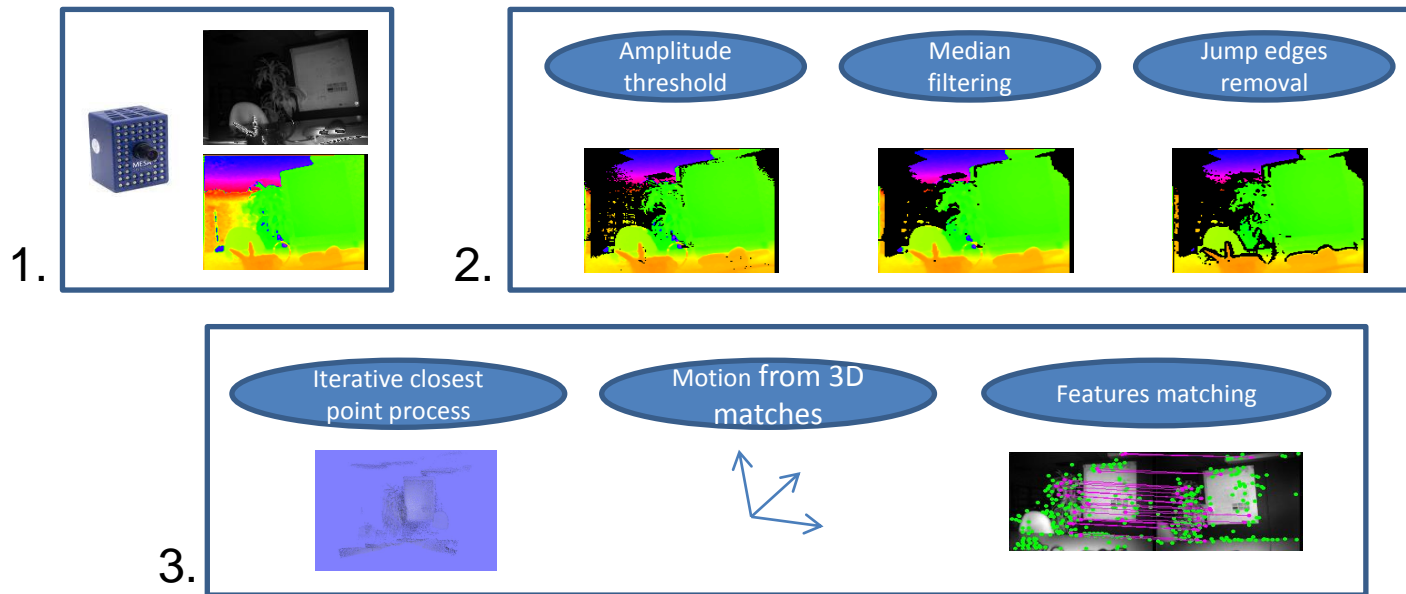 1.
MESA
2.
Amplitude
threshold
Median
filtering
Jump edges
removal
3.
Iterative closest
point process
Motion from 3D
matches
Features matching